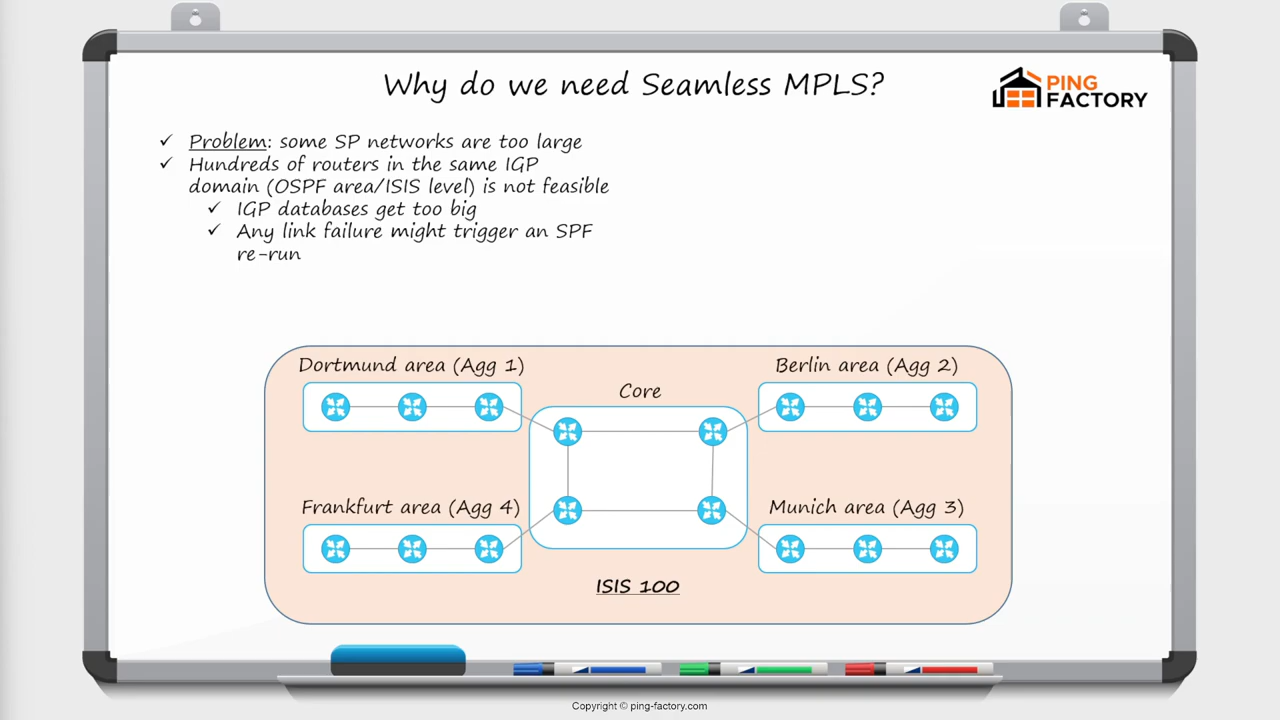 Why do we need Seamless MPLS?
PING
FACTORY
✓ Problem: some SP networks are too large
✓ Hundreds of routers in the same IGP
domain (OSPF area/ISIS level) is not feasible
✓ IGP databases get too big
✓ Any link failure might trigger an SPF
re-run
Dortmund area (Agg 1)
Berlin area (Agg 2)
Core
Frankfurt area (Agg 4)
Munich area (Agg 3)
ISIS 100
Copyright © ping-factory.com